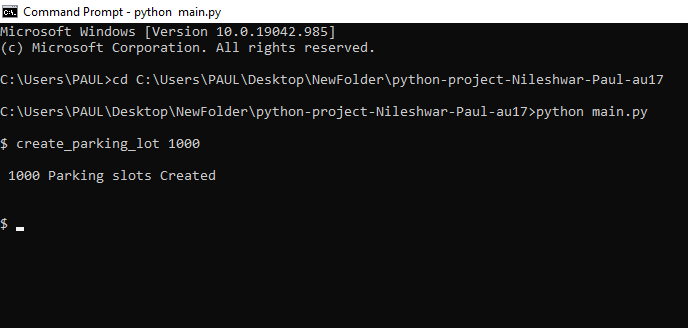 Command Prompt - python  main.py
Microsoft Windows [Version 10.0.19042.985]
(c) Microsoft Corporation. All rights reserved.
C:\Users\PAUL>cd C:\Users\PAUL\Desktop\NewFolder\python-project-Nileshwar-Paul-au17
C:\Users\PAUL\Desktop\NewFolder\python-project-Nileshwar-Paul-au17>python main.py
$ create_parking_lot 1000
1000 Parking slots Created
$